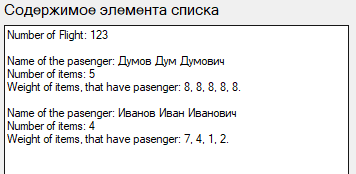 Содержимое элемента списка
Number of Flight: 123
Name of the pasenger: Думов Дум Думович
Number of items: 5
Weight of items, that have pasenger: 8, 8, 8, 8, 8.
Name of the pasenger: Иванов Иван Иванович
Number of items: 4
Weight of items, that have pasenger: 7, 4, 1, 2.